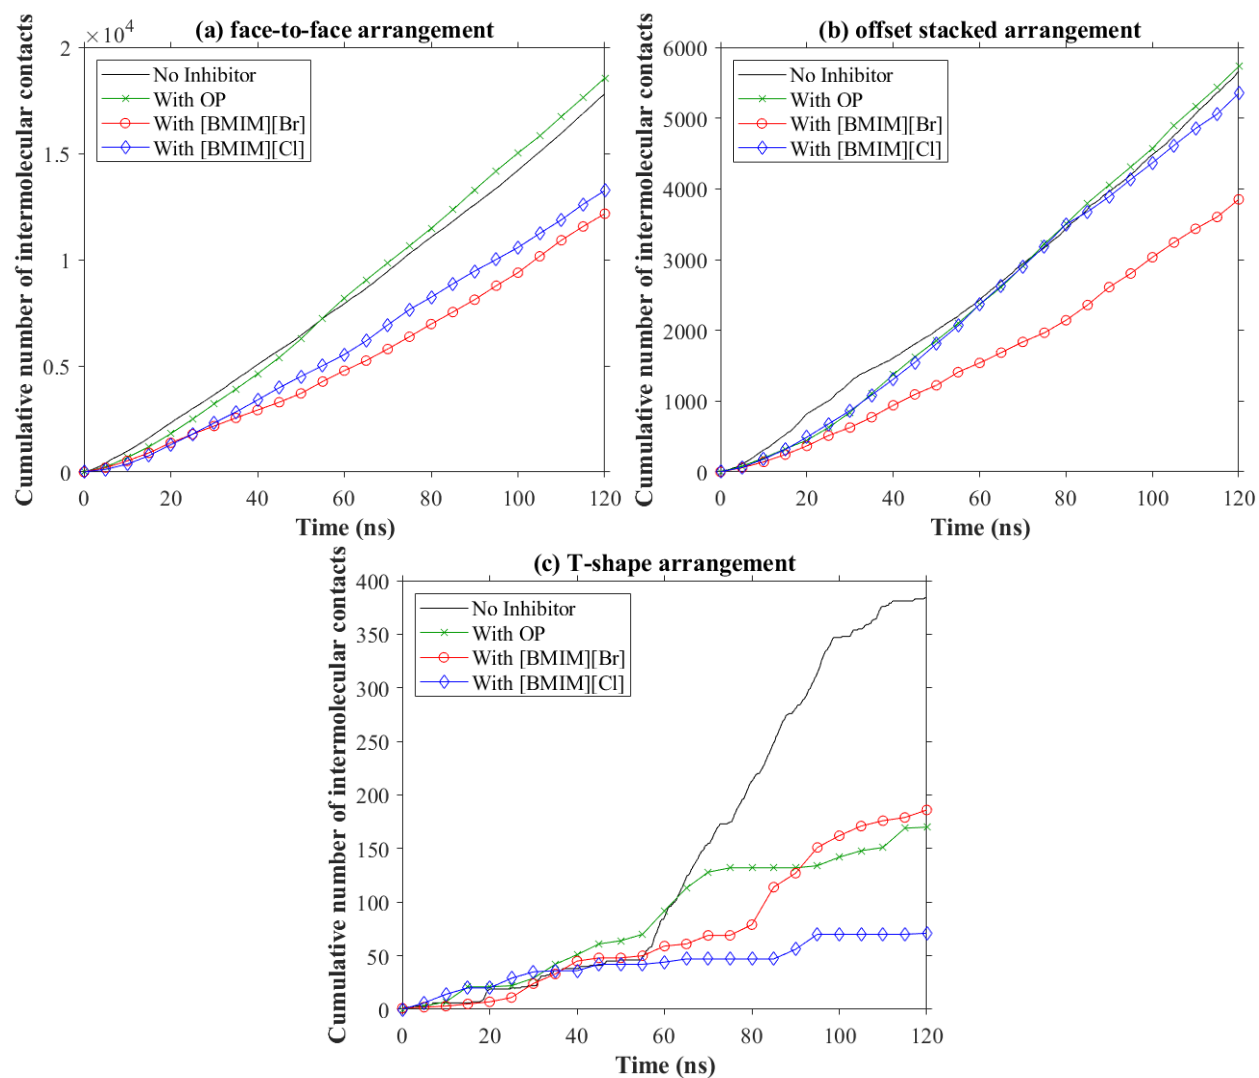 (a) face-to-face arrangement
×10⁴
Cumulative number of intermolecular contacts
2
1.5
1
0.5
0
No Inhibitor
With OP
With [BMIM][Br]
With [BMIM][Cl]
0 20 40 60 80 100 120
Time (ns)
(b) offset stacked arrangement
Cumulative number of intermolecular contacts
6000
5000
4000
3000
2000
1000
0
No Inhibitor
With OP
With [BMIM][Br]
With [BMIM][Cl]
0 20 40 60 80 100 120
Time (ns)
(c) T-shape arrangement
Cumulative number of intermolecular contacts
400
350
300
250
200
150
100
50
0
No Inhibitor
With OP
With [BMIM][Br]
With [BMIM][Cl]
0 20 40 60 80 100 120
Time (ns)